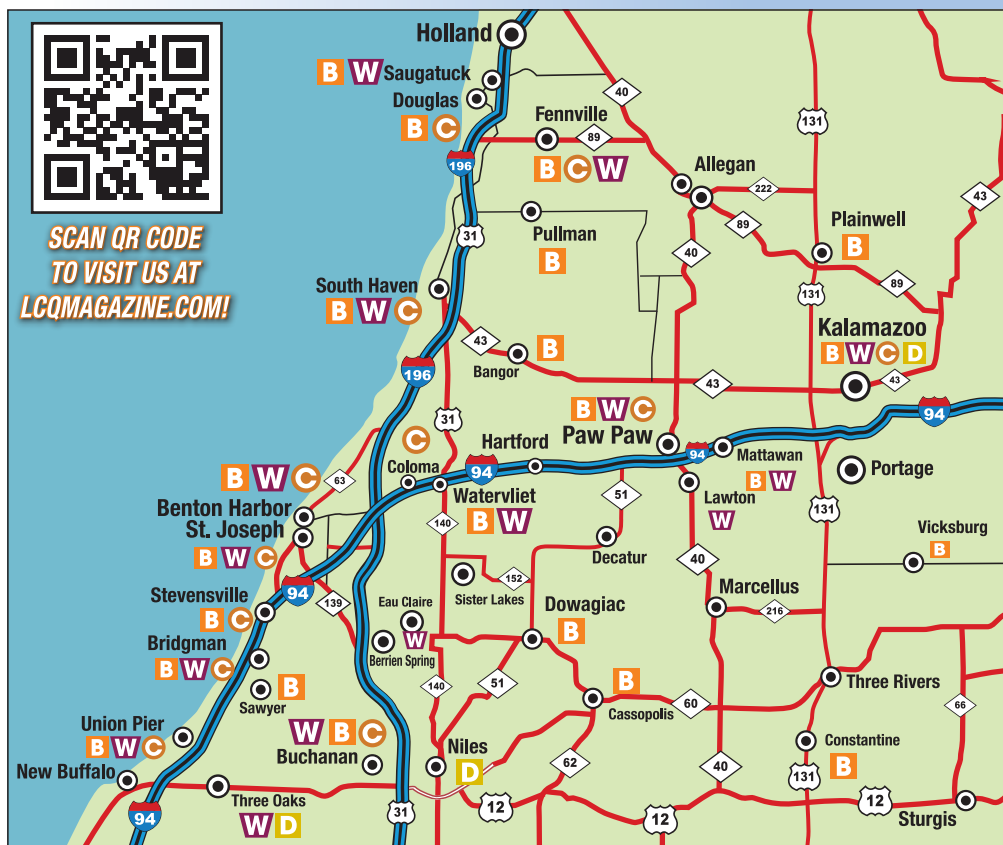 Holland
B W Saugatuck
Douglas
B C
40
131
Fennville
89
B C W
196
Allegan
222
43
SCAN QR CODE
TO VISIT US AT
LCQMAGAZINE.COM!
31
Pullman
B
89
Plainwell
B
40
89
131
South Haven
B W C
Kalamazoo
B W C D
43
B
Bangor
196
43
43
31
B W C
Paw Paw
94
C
Coloma
Hartford
94
94
Mattawan
B W
Portage
B W C
63
Benton Harbor
St. Joseph
B W C
Watervliet
B W
51
Lawton
W
131
140
Decatur
40
Vicksburg
B
94
152
Sister Lakes
Stevensville
B C
139
Eau Claire
W
Berrien Spring
Dowagiac
B
Marcellus
216
Bridgman
B W C
B
Sawyer
140
51
B
Cassopolis
60
Three Rivers
66
Union Pier
B W C
W B C
Buchanan
Niles
D
62
40
Constantine
B
131
New Buffalo
Three Oaks
W D
94
31
12
12
12
Sturgis